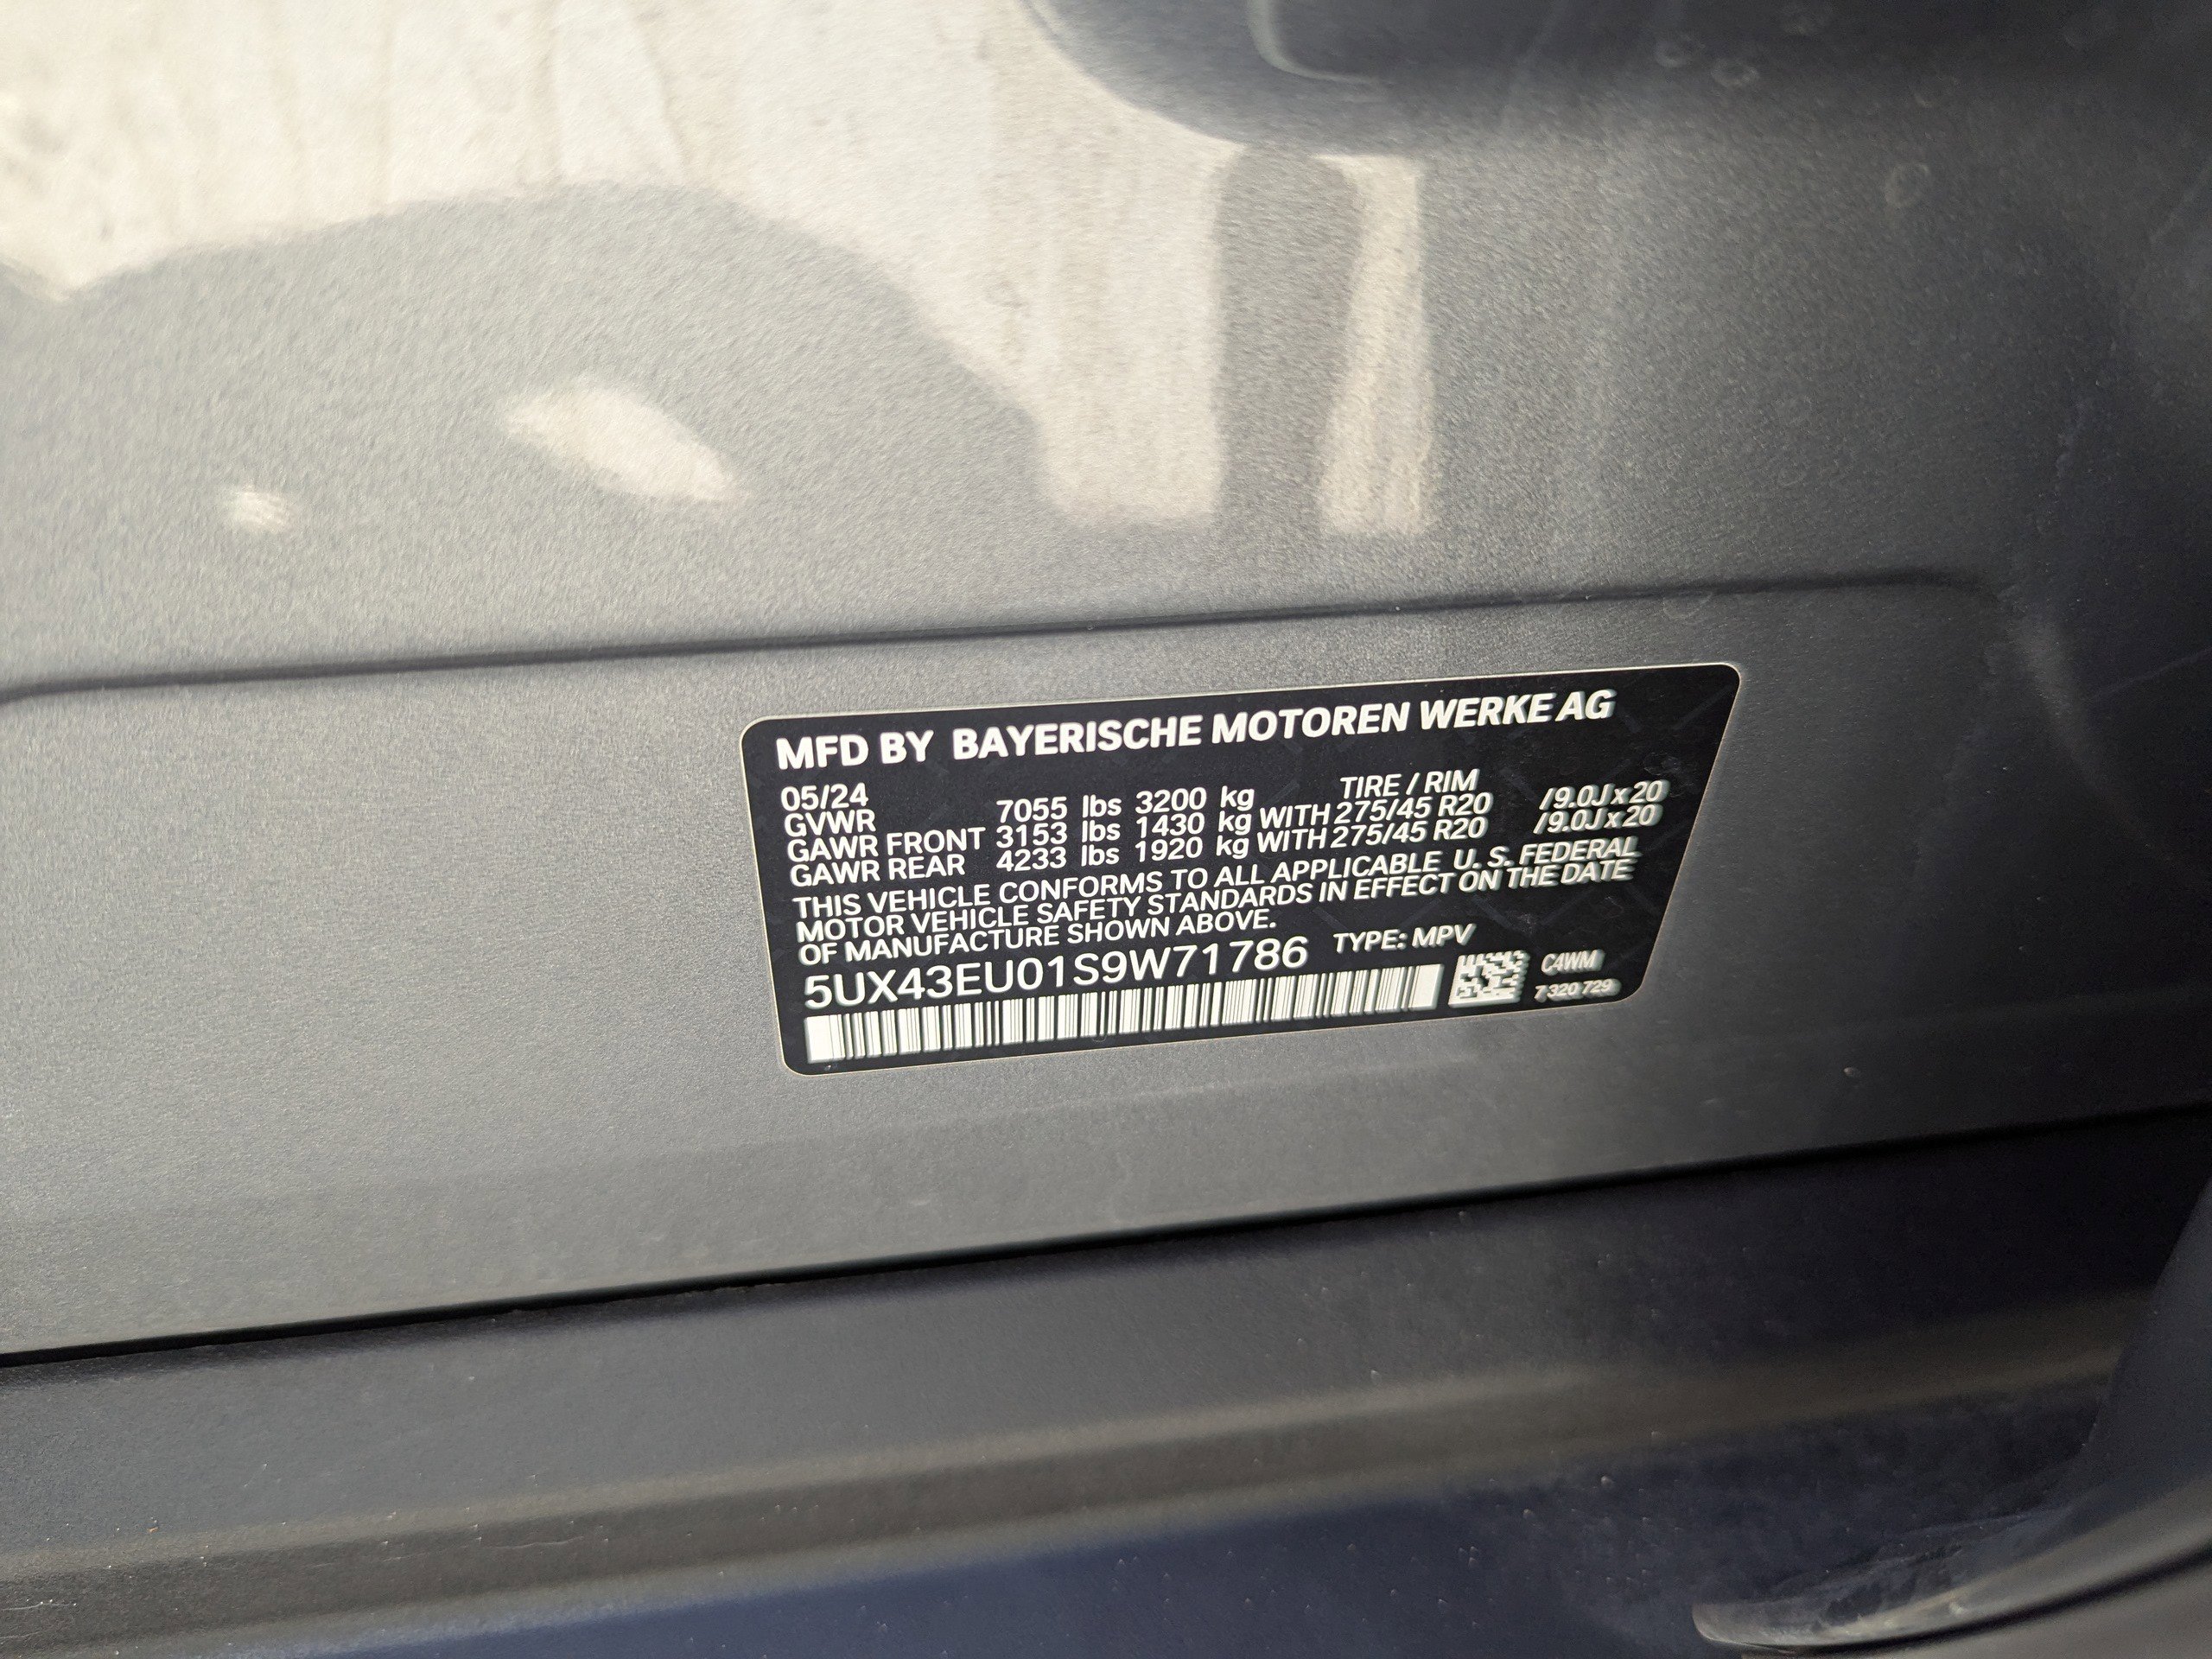 MFD BY BAYERISCHE MOTOREN WERKE AG
05/24 TIRE / RIM
GVWR 7055 lbs 3200 kg
GAWR FRONT 3153 lbs 1430 kg WITH 275/45 R20 /9.0J x 20
GAWR REAR 4233 lbs 1920 kg WITH 275/45 R20 /9.0J x 20
THIS VEHICLE CONFORMS TO ALL APPLICABLE U. S. FEDERAL
MOTOR VEHICLE SAFETY STANDARDS IN EFFECT ON THE DATE
OF MANUFACTURE SHOWN ABOVE.
5UX43EU01S9W71786 TYPE: MPV
C4WM
7 320 729